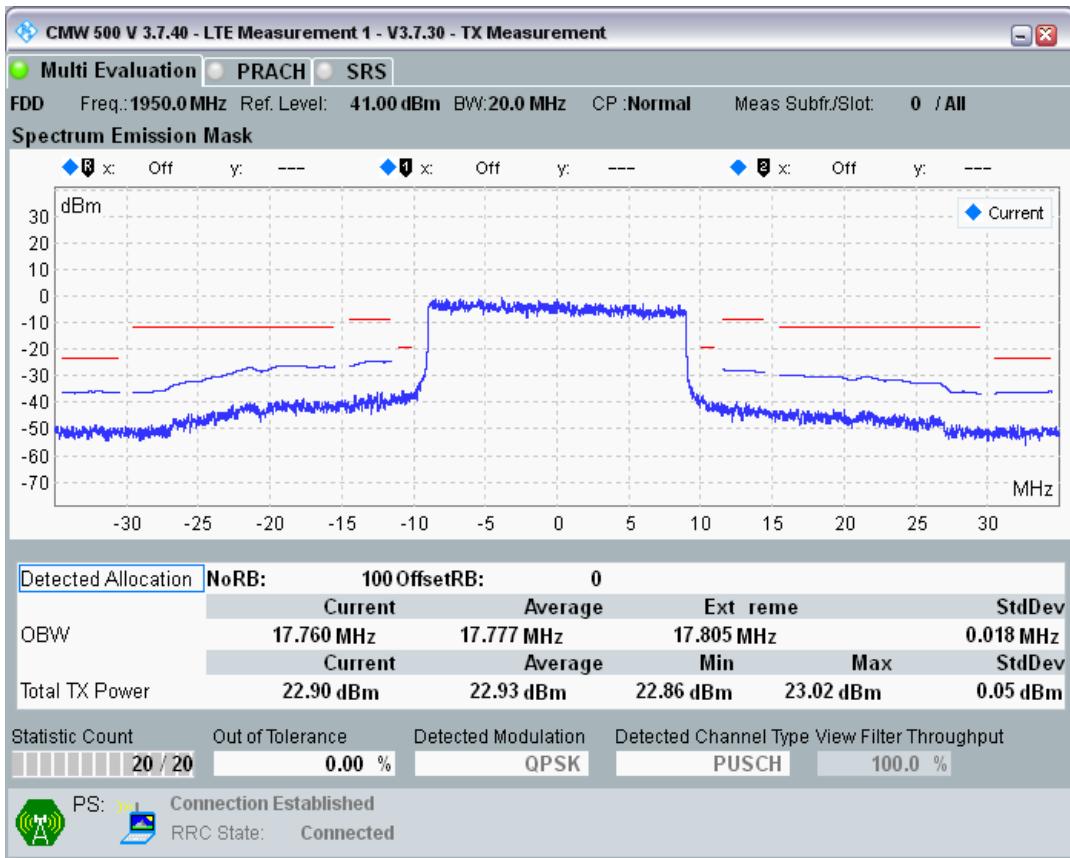 CMW 500 V 3.7.40 - LTE Measurement 1 - V3.7.30 - TX Measurement
Multi Evaluation PRACH SRS
FDD Freq.: 1950.0 MHz Ref. Level: 41.00 dBm BW: 20.0 MHz CP : Normal Meas Subfr./Slot: 0 / All
Spectrum Emission Mask
R x: Off y: --- 1 x: Off y: --- 2 x: Off y: ---
dBm
Current
30
20
10
0
-10
-20
-30
-40
-50
-60
-70
MHz
-30 -25 -20 -15 -10 -5 0 5 10 15 20 25 30
Detected Allocation NoRB: 100 OffsetRB: 0
Current Average Ext reme StdDev
OBW 17.760 MHz 17.777 MHz 17.805 MHz 0.018 MHz
Current Average Min Max StdDev
Total TX Power 22.90 dBm 22.93 dBm 22.86 dBm 23.02 dBm 0.05 dBm
Statistic Count Out of Tolerance Detected Modulation Detected Channel Type View Filter Throughput
20 / 20 0.00 % QPSK PUSCH 100.0 %
PS: Connection Established
RRC State: Connected